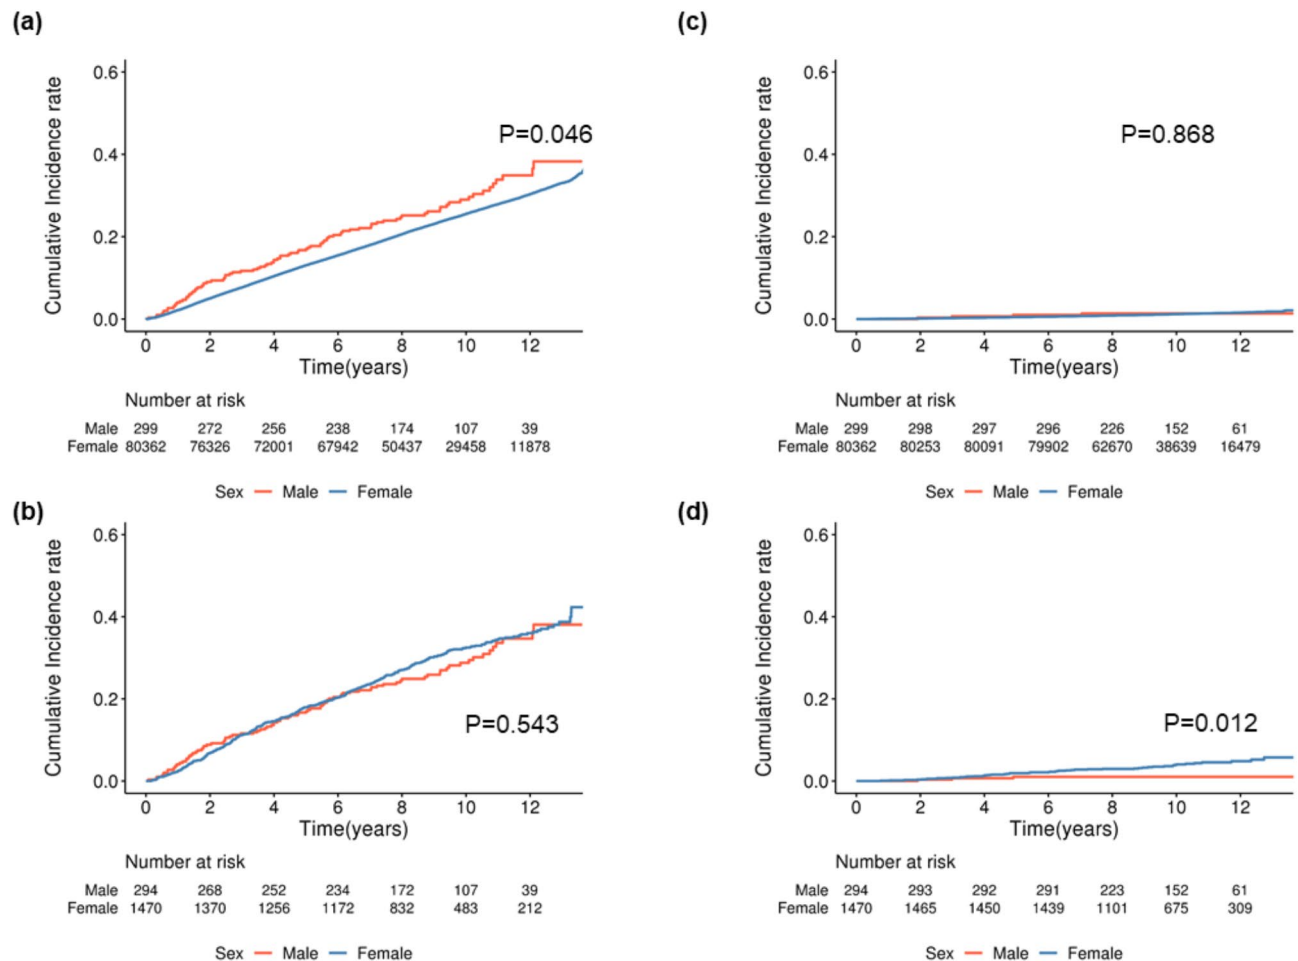 (a)
Cumulative Incidence rate
0.6
0.4
0.2
0.0
P=0.046
0 2 4 6 8 10 12
Time(years)
Number at risk
Male 299 272 256 238 174 107 39
Female 80362 76326 72001 67942 50437 29458 11878
Sex Male Female
(c)
Cumulative Incidence rate
0.6
0.4
0.2
0.0
P=0.868
0 2 4 6 8 10 12
Time(years)
Number at risk
Male 299 298 297 296 226 152 61
Female 80362 80253 80091 79902 62670 38639 16479
Sex Male Female
(b)
Cumulative Incidence rate
0.6
0.4
0.2
0.0
P=0.543
0 2 4 6 8 10 12
Time(years)
Number at risk
Male 294 268 252 234 172 107 39
Female 1470 1370 1256 1172 832 483 212
Sex Male Female
(d)
Cumulative Incidence rate
0.6
0.4
0.2
0.0
P=0.012
0 2 4 6 8 10 12
Time(years)
Number at risk
Male 294 293 292 291 223 152 61
Female 1470 1465 1450 1439 1101 675 309
Sex Male Female